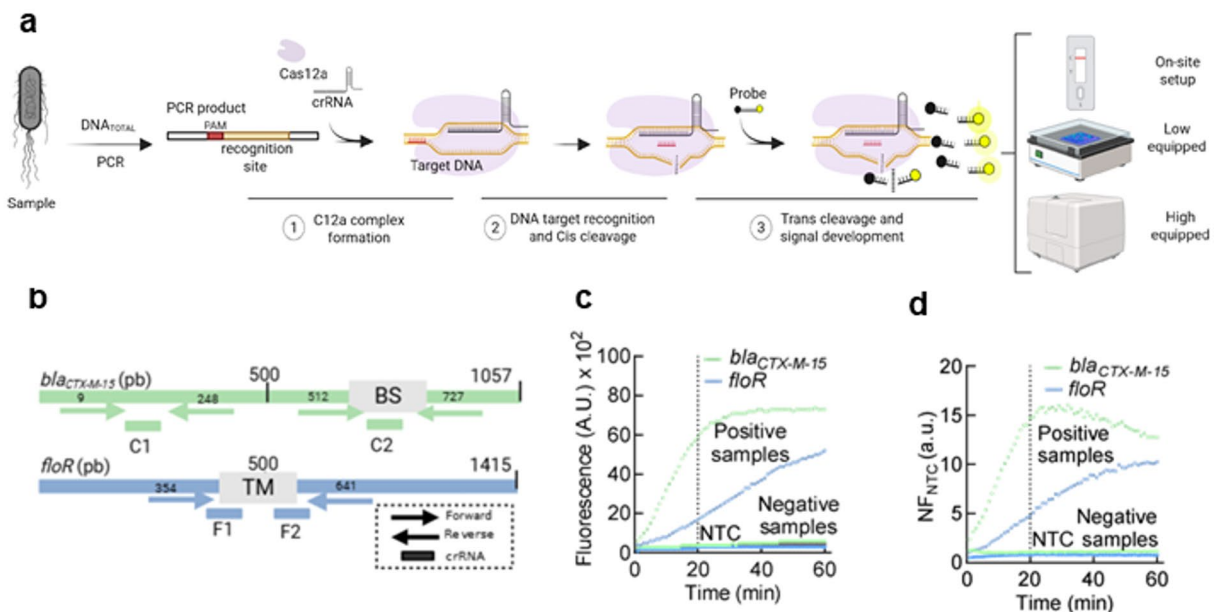 a
Sample
DNATOTAL
PCR
PCR product
PAM
recognition
site
Cas12a
crRNA
Target DNA
Probe
1 C12a complex
formation
2 DNA target recognition
and Cis cleavage
3 Trans cleavage and
signal development
On-site
setup
Low
equipped
High
equipped
b
blaCTX-M-15 (pb)
500
1057
9
248
512
BS
727
C1
C2
floR (pb)
500
1415
354
TM
641
F1
F2
Forward
Reverse
crRNA
c
Fluorescence (A.U.) x 10²
100
80
60
40
20
0
blaCTX-M-15
floR
Positive
samples
Negative
samples
NTC
0 20 40 60
Time (min)
d
NFNTC (a.u.)
20
15
10
5
0
blaCTX-M-15
floR
Positive
samples
Negative
NTC samples
0 20 40 60
Time (min)